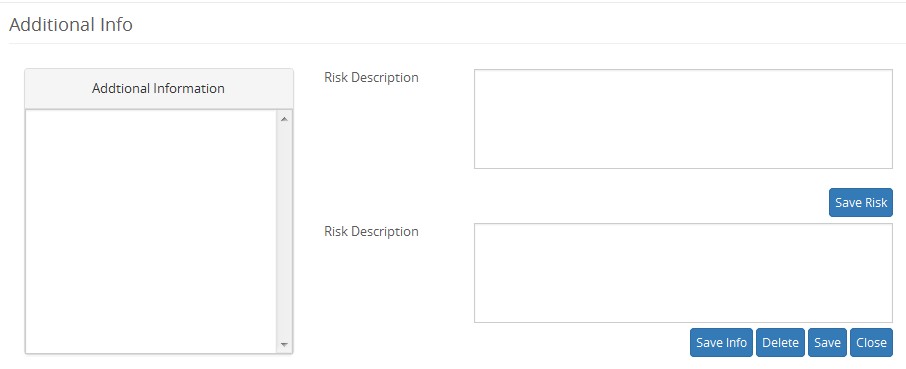 Additional Info
Addtional Information
Risk Description
Save Risk
Risk Description
Save Info Delete Save Close